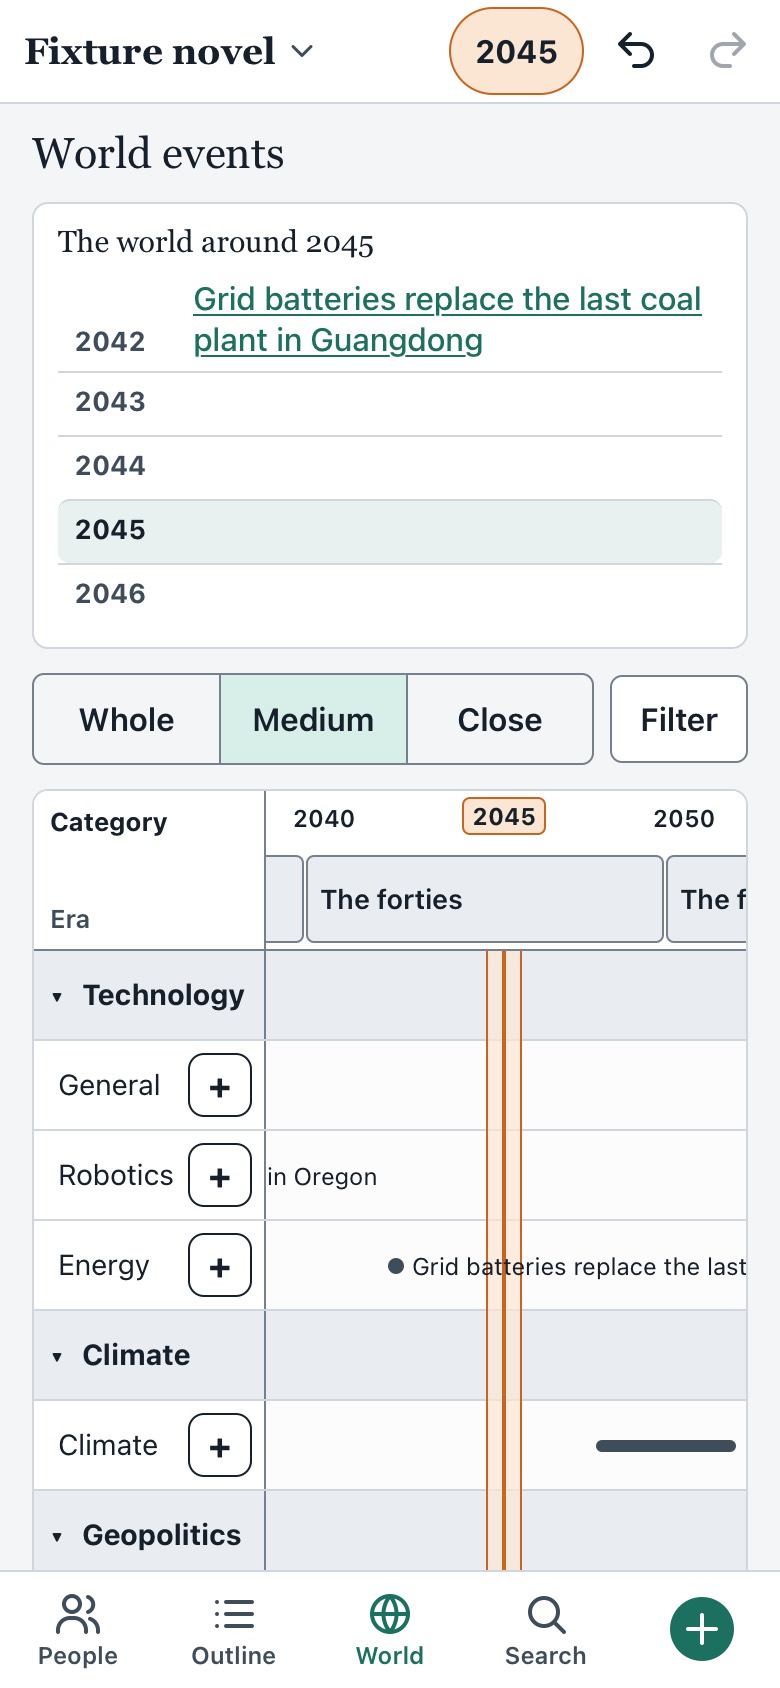 Fixture novel
2045
World events
The world around 2045
Grid batteries replace the last coal
2042 plant in Guangdong
2043
2044
2045
2046
Whole Medium Close Filter
Category 2040 2045 2050
Era The forties The f
Technology
General +
Robotics + in Oregon
Energy + Grid batteries replace the last
Climate
Climate +
Geopolitics
People Outline World Search